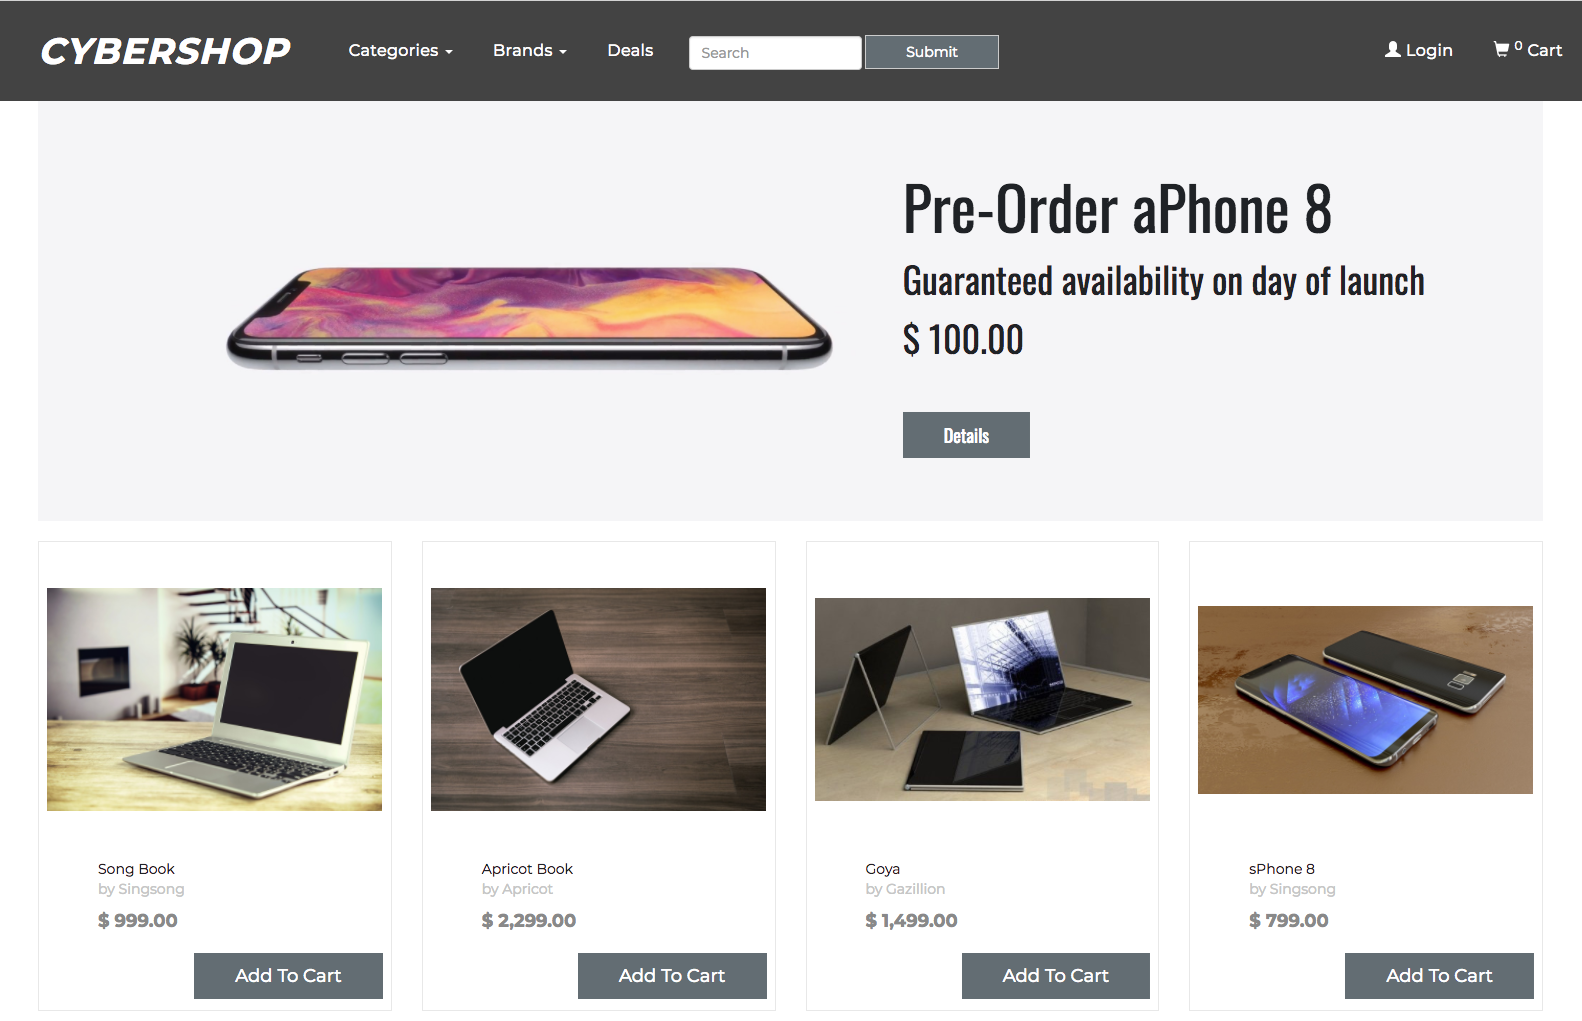 CYBERSHOP Categories Brands Deals Search Submit Login 0 Cart
Pre-Order aPhone 8
Guaranteed availability on day of launch
$ 100.00
Details
Song Book
by Singsong
$ 999.00
Add To Cart
Apricot Book
by Apricot
$ 2,299.00
Add To Cart
Goya
by Gazillion
$ 1,499.00
Add To Cart
sPhone 8
by Singsong
$ 799.00
Add To Cart